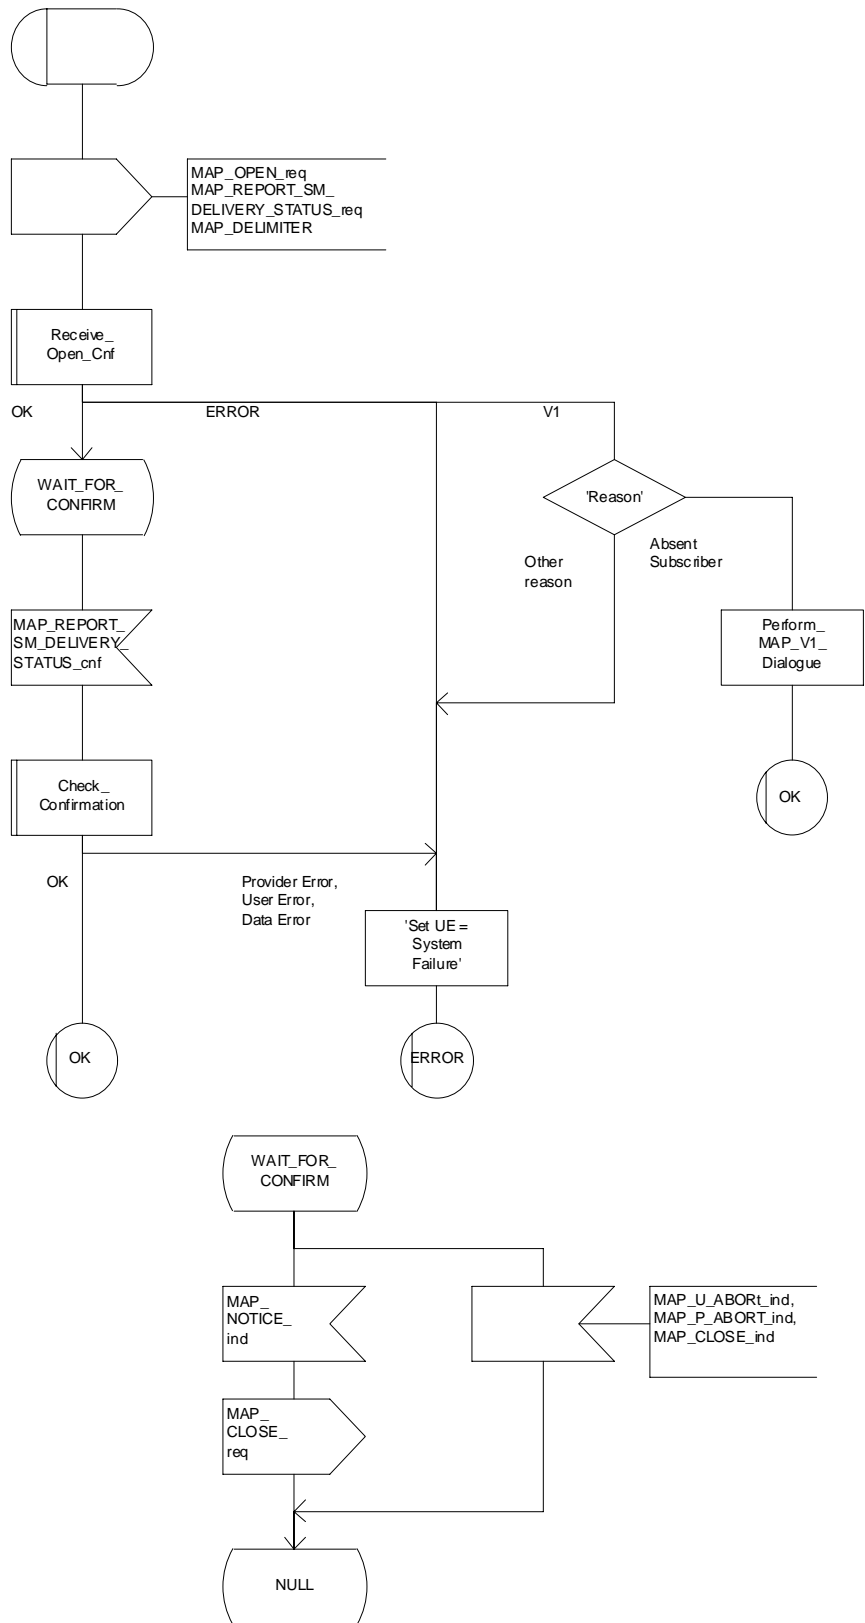 MAP_OPEN_req
MAP_REPORT_SM_
DELIVERY_STATUS_req
MAP_DELIMITER
Receive_
Open_Cnf
OK
ERROR
V1
WAIT_FOR_
CONFIRM
'Reason'
Other
reason
Absent
Subscriber
MAP_REPORT_
SM_DELIVERY_
STATUS_cnf
Perform_
MAP_V1_
Dialogue
Check_
Confirmation
OK
OK
Provider Error,
User Error,
Data Error
'Set UE =
System
Failure'
OK
ERROR
WAIT_FOR_
CONFIRM
MAP_
NOTICE_
ind
MAP_U_ABORt_ind,
MAP_P_ABORT_ind,
MAP_CLOSE_ind
MAP_
CLOSE_
req
NULL